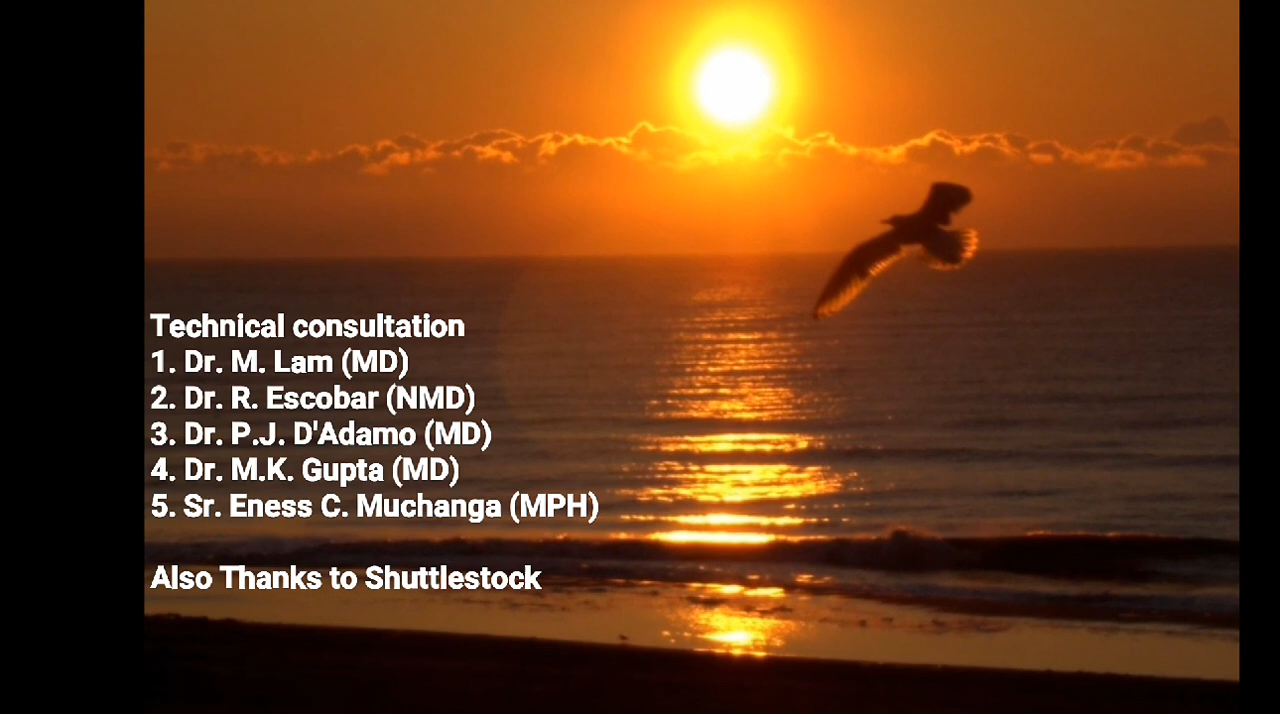 Technical consultation
1. Dr. M. Lam (MD)
2. Dr. R. Escobar (NMD)
3. Dr. P.J. D'Adamo (MD)
4. Dr. M.K. Gupta (MD)
5. Sr. Eness C. Muchanga (MPH)
Also Thanks to Shuttlestock